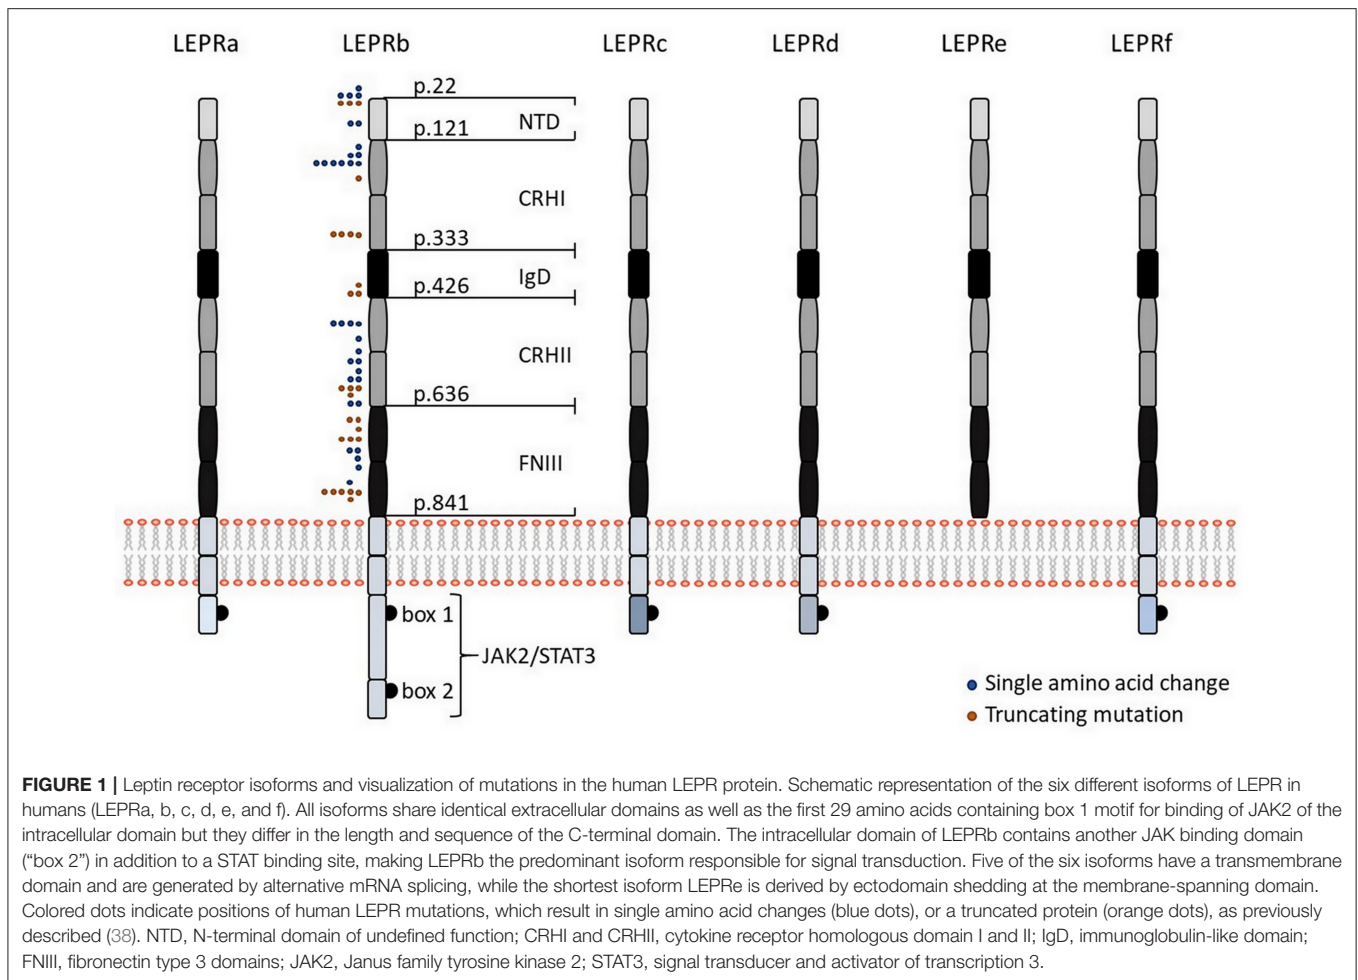 LEPRa LEPRb LEPRc LEPRd LEPRe LEPRf
p.22
NTD
p.121
CRHI
p.333
IgD
p.426
CRHII
p.636
FNIII
p.841
box 1
JAK2/STAT3
box 2
Single amino acid change
Truncating mutation
FIGURE 1 | Leptin receptor isoforms and visualization of mutations in the human LEPR protein. Schematic representation of the six different isoforms of LEPR in
humans (LEPRa, b, c, d, e, and f). All isoforms share identical extracellular domains as well as the first 29 amino acids containing box 1 motif for binding of JAK2 of the
intracellular domain but they differ in the length and sequence of the C-terminal domain. The intracellular domain of LEPRb contains another JAK binding domain
(“box 2”) in addition to a STAT binding site, making LEPRb the predominant isoform responsible for signal transduction. Five of the six isoforms have a transmembrane
domain and are generated by alternative mRNA splicing, while the shortest isoform LEPRe is derived by ectodomain shedding at the membrane-spanning domain.
Colored dots indicate positions of human LEPR mutations, which result in single amino acid changes (blue dots), or a truncated protein (orange dots), as previously
described (38). NTD, N-terminal domain of undefined function; CRHI and CRHII, cytokine receptor homologous domain I and II; IgD, immunoglobulin-like domain;
FNIII, fibronectin type 3 domains; JAK2, Janus family tyrosine kinase 2; STAT3, signal transducer and activator of transcription 3.